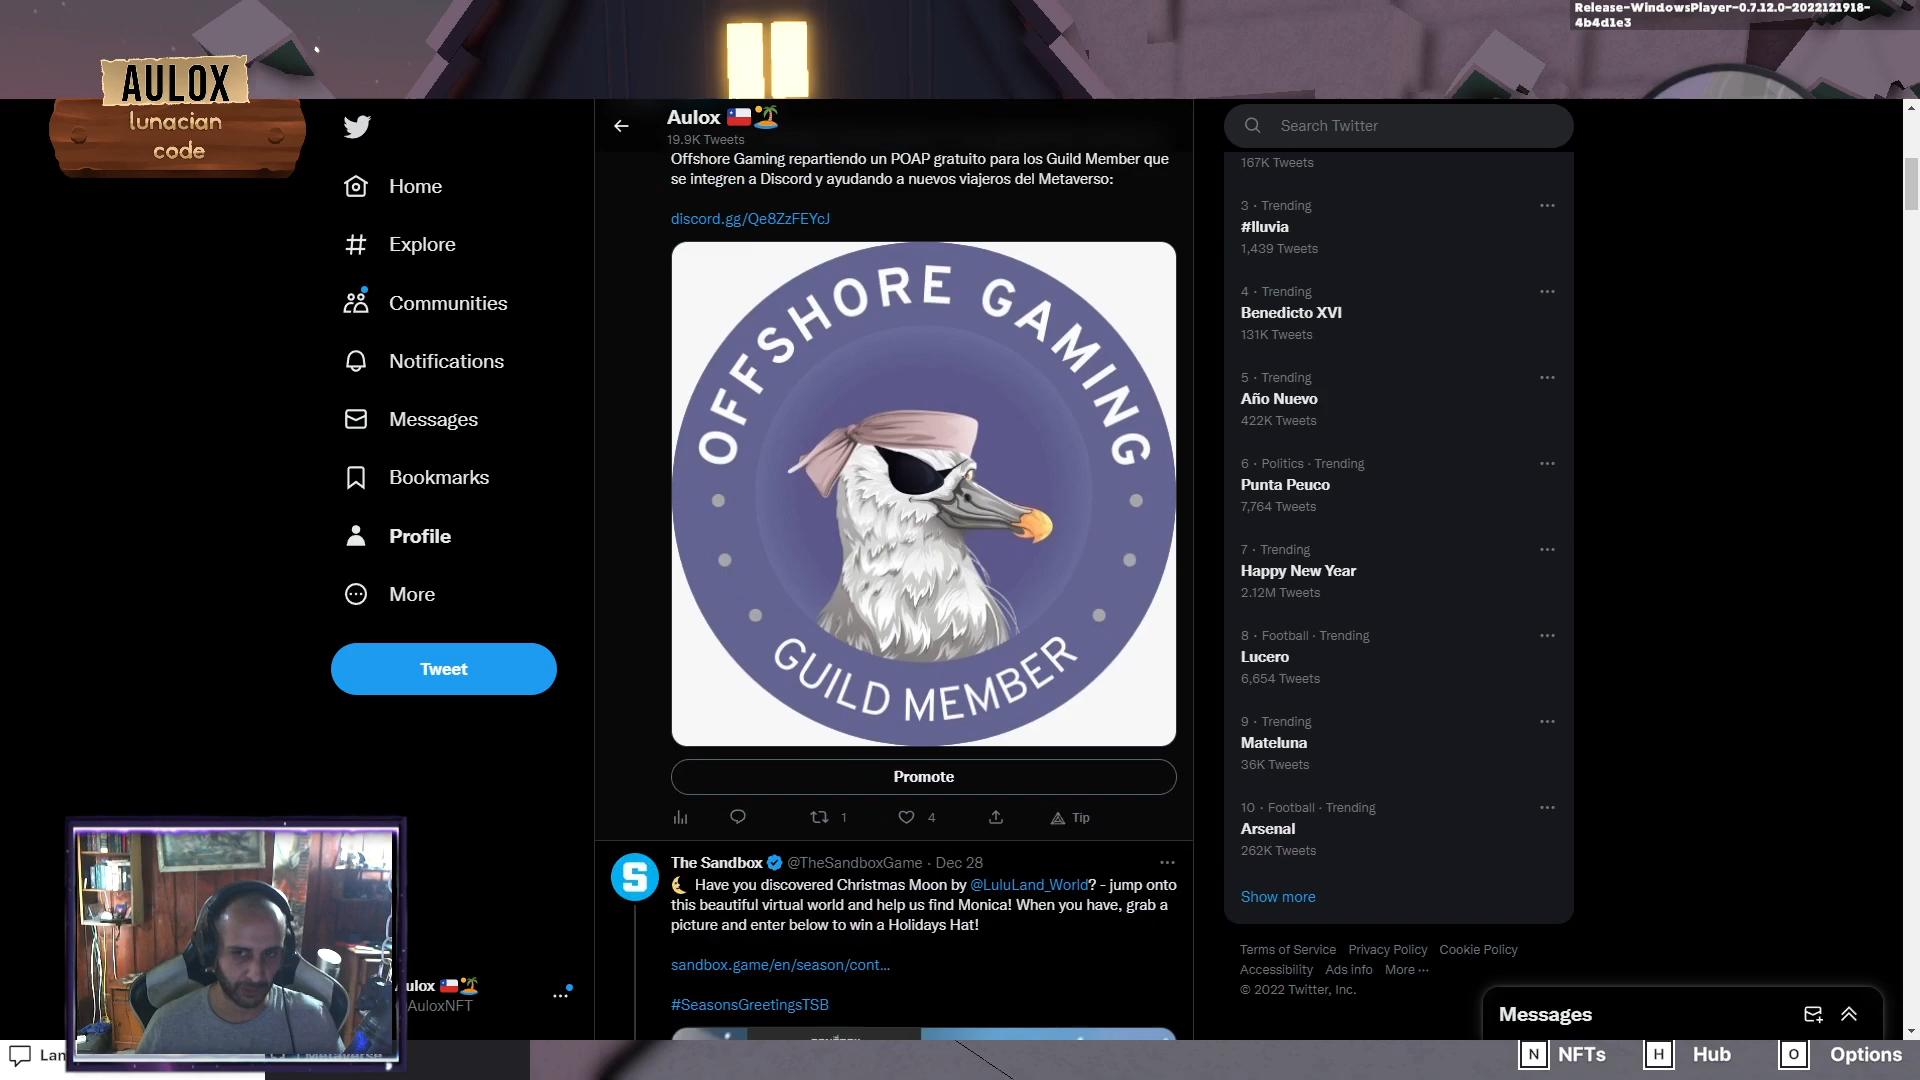 Release-WindowsPlayer-0.7.12.0-2022121918-
4b4d1e3
AULOX
lunacian
code
Home
Explore
Communities
Notifications
Messages
Bookmarks
Profile
More
Tweet
Aulox
19.9K Tweets
Offshore Gaming repartiendo un POAP gratuito para los Guild Member que
se integren a Discord y ayudando a nuevos viajeros del Metaverso:
discord.gg/Qe8ZzFEYcJ
OFFSHORE GAMING
GUILD MEMBER
Promote
1
4
Tip
The Sandbox @TheSandboxGame · Dec 28
Have you discovered Christmas Moon by @LuluLand_World? - jump onto
this beautiful virtual world and help us find Monica! When you have, grab a
picture and enter below to win a Holidays Hat!
sandbox.game/en/season/cont...
#SeasonsGreetingsTSB
Search Twitter
167K Tweets
3 · Trending
#lluvia
1,439 Tweets
4 · Trending
Benedicto XVI
131K Tweets
5 · Trending
Año Nuevo
422K Tweets
6 · Politics · Trending
Punta Peuco
7,764 Tweets
7 · Trending
Happy New Year
2.12M Tweets
8 · Football · Trending
Lucero
6,654 Tweets
9 · Trending
Mateluna
36K Tweets
10 · Football · Trending
Arsenal
262K Tweets
Show more
Terms of Service Privacy Policy Cookie Policy
Accessibility Ads info More ···
© 2022 Twitter, Inc.
Messages
Aulox
@AuloxNFT
N NFTs
H Hub
O Options